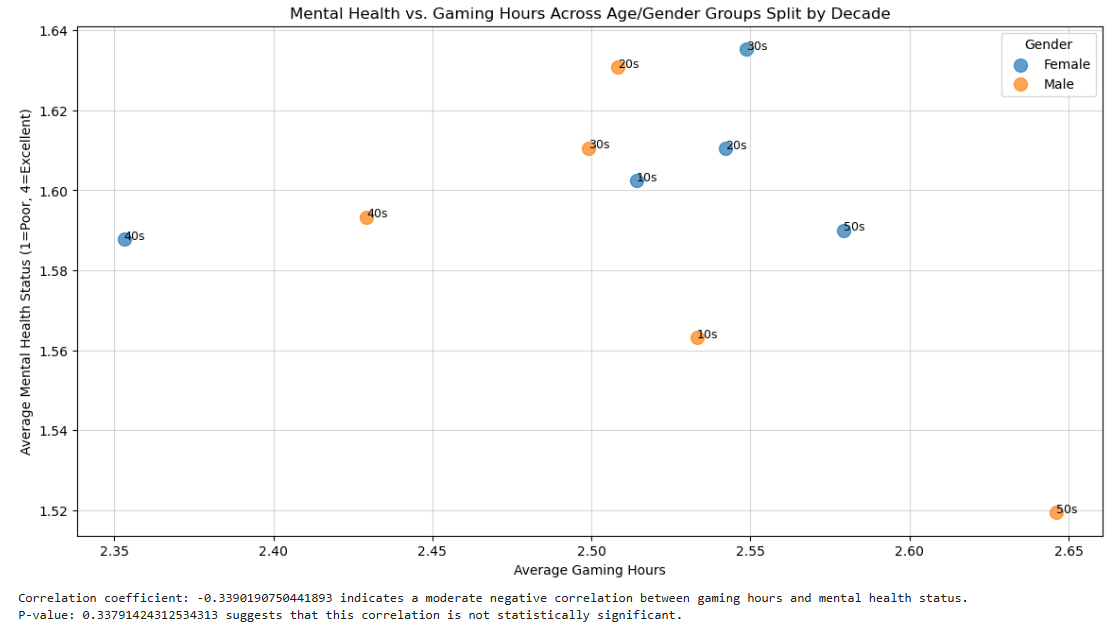 Mental Health vs. Gaming Hours Across Age/Gender Groups Split by Decade
1.64
1.62
1.60
1.58
1.56
1.54
1.52
Average Mental Health Status (1=Poor, 4=Excellent)
30s
20s
30s
20s
10s
40s
40s
50s
10s
50s
Gender
Female
Male
2.35
2.40
2.45
2.50
2.55
2.60
2.65
Average Gaming Hours
Correlation coefficient: -0.3390190750441893 indicates a moderate negative correlation between gaming hours and mental health status.
P-value: 0.33791424312534313 suggests that this correlation is not statistically significant.